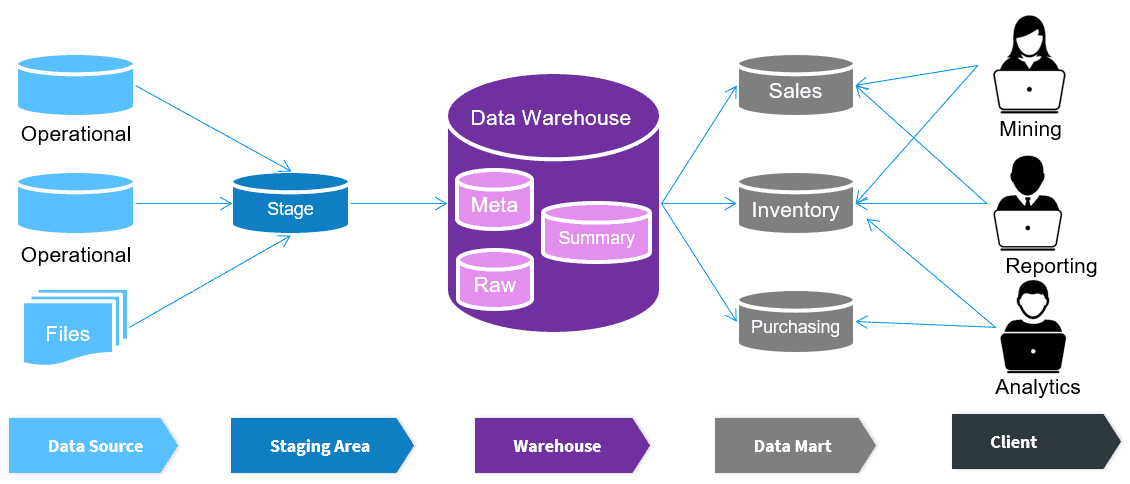 Operational
Operational
Files
Stage
Data Warehouse
Meta
Summary
Raw
Sales
Inventory
Purchasing
Mining
Reporting
Analytics
Data Source
Staging Area
Warehouse
Data Mart
Client